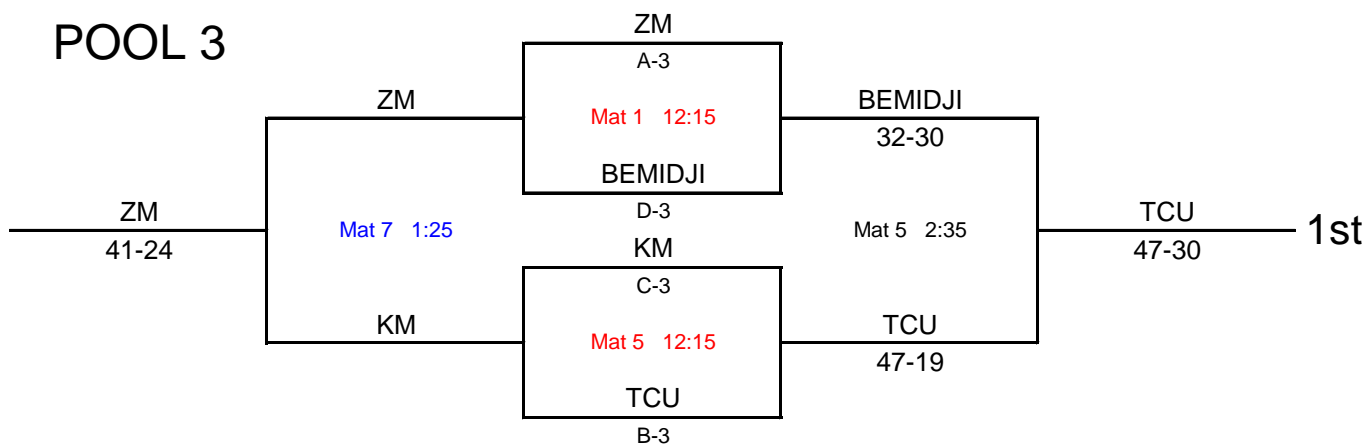 POOL 3
ZM
A-3
ZM
Mat 1 12:15
BEMIDJI
32-30
BEMIDJI
D-3
ZM
41-24
Mat 7 1:25
Mat 5 2:35
TCU
47-30
1st
KM
C-3
KM
Mat 5 12:15
TCU
47-19
TCU
B-3